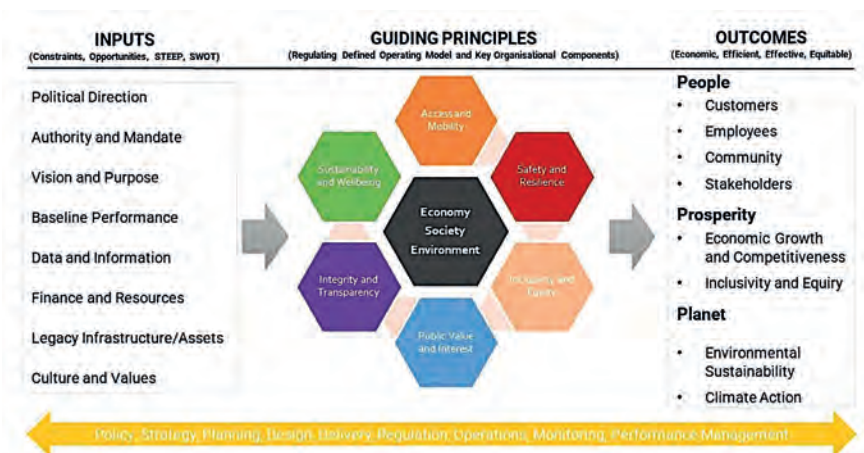 INPUTS
(Constraints, Opportunities, STEEP, SWOT)
Political Direction
Authority and Mandate
Vision and Purpose
Baseline Performance
Data and Information
Finance and Resources
Legacy Infrastructure/Assets
Culture and Values
GUIDING PRINCIPLES
(Regulating Defined Operating Model and Key Organisational Components)
Access and
Mobility
Sustainability
and Wellbeing
Safety and
Resilience
Economy
Society
Environment
Integrity and
Transparency
Inclusivity and
Equity
Public Value
and Interest
OUTCOMES
(Economic, Efficient, Effective, Equitable)
People
• Customers
• Employees
• Community
• Stakeholders
Prosperity
• Economic Growth
and Competitiveness
• Inclusivity and Equity
Planet
• Environmental
Sustainability
• Climate Action
Policy, Strategy, Planning, Design, Delivery, Regulation, Operations, Monitoring, Performance Management